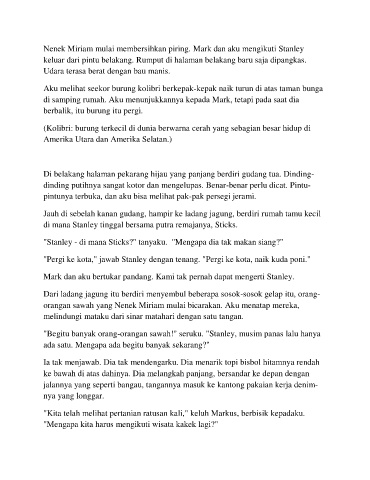 Nenek Miriam mulai membersihkan piring. Mark dan aku mengikuti Stanley
keluar dari pintu belakang. Rumput di halaman belakang baru saja dipangkas.
Udara terasa berat dengan bau manis.
Aku melihat seekor burung kolibri berkepak-kepak naik turun di atas taman bunga
di samping rumah. Aku menunjukkannya kepada Mark, tetapi pada saat dia
berbalik, itu burung itu pergi.
(Kolibri: burung terkecil di dunia berwarna cerah yang sebagian besar hidup di
Amerika Utara dan Amerika Selatan.)
Di belakang halaman pekarang hijau yang panjang berdiri gudang tua. Dinding-
dinding putihnya sangat kotor dan mengelupas. Benar-benar perlu dicat. Pintu-
pintunya terbuka, dan aku bisa melihat pak-pak persegi jerami.
Jauh di sebelah kanan gudang, hampir ke ladang jagung, berdiri rumah tamu kecil
di mana Stanley tinggal bersama putra remajanya, Sticks.
"Stanley - di mana Sticks?" tanyaku.  "Mengapa dia tak makan siang?"
"Pergi ke kota," jawab Stanley dengan tenang. "Pergi ke kota, naik kuda poni."
Mark dan aku bertukar pandang. Kami tak pernah dapat mengerti Stanley.
Dari ladang jagung itu berdiri menyembul beberapa sosok-sosok gelap itu, orang-
orangan sawah yang Nenek Miriam mulai bicarakan. Aku menatap mereka,
melindungi mataku dari sinar matahari dengan satu tangan.
"Begitu banyak orang-orangan sawah!" seruku. "Stanley, musim panas lalu hanya
ada satu. Mengapa ada begitu banyak sekarang?"
Ia tak menjawab. Dia tak mendengarku. Dia menarik topi bisbol hitamnya rendah
ke bawah di atas dahinya. Dia melangkah panjang, bersandar ke depan dengan
jalannya yang seperti bangau, tangannya masuk ke kantong pakaian kerja denim-
nya yang longgar.
"Kita telah melihat pertanian ratusan kali," keluh Markus, berbisik kepadaku.
"Mengapa kita harus mengikuti wisata kakek lagi?"